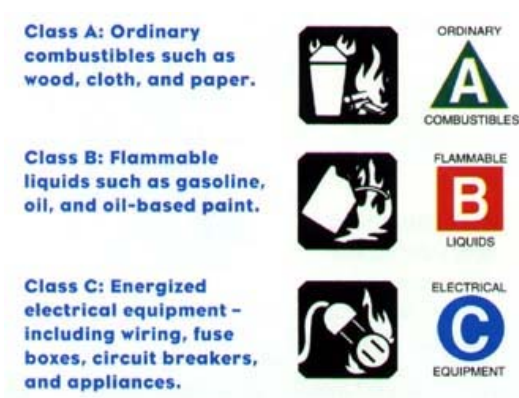 Class A: Ordinary
combustibles such as
wood, cloth, and paper.
ORDINARY
A
COMBUSTIBLES
Class B: Flammable
liquids such as gasoline,
oil, and oil-based paint.
FLAMMABLE
B
LIQUIDS
Class C: Energized
electrical equipment –
including wiring, fuse
boxes, circuit breakers,
and appliances.
ELECTRICAL
C
EQUIPMENT